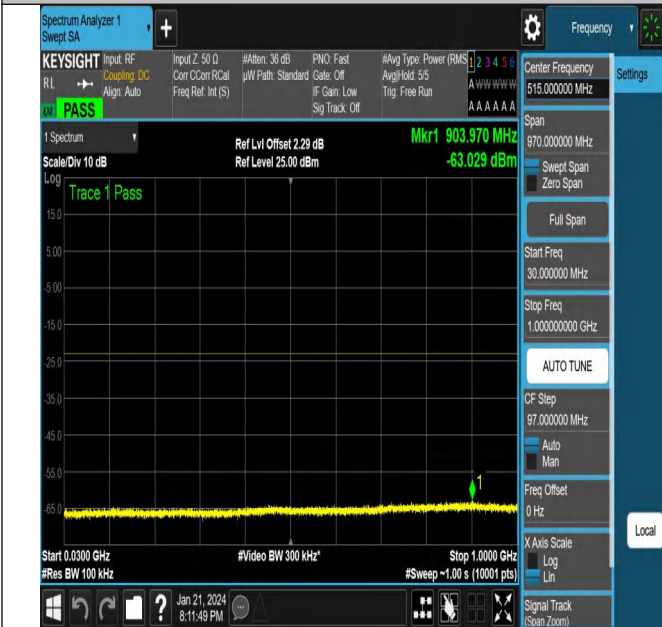 Spectrum Analyzer 1
Swept SA
+
Frequency
KEYSIGHT
Input: RF
Coupling: DC
Align: Auto
Input Z: 50 Ω
Corr CCorr RCal
Freq Ref: Int (S)
#Atten: 36 dB
µW Path: Standard
PNO: Fast
Gate: Off
IF Gain: Low
Sig Track: Off
#Avg Type: Power (RMS
Avg|Hold: 5/5
Trig: Free Run
1 2 3 4 5 6
A W W W W W
A A A A A A
RL
PASS
1 Spectrum
Scale/Div 10 dB
Log
Ref Lvl Offset 2.29 dB
Ref Level 25.00 dBm
Mkr1 903.970 MHz
-63.029 dBm
Trace 1 Pass
15.0
5.00
-5.00
-15.0
-25.0
-35.0
-45.0
-55.0
-65.0
1
Start 0.0300 GHz
#Res BW 100 kHz
#Video BW 300 kHz*
Stop 1.0000 GHz
#Sweep ~1.00 s (10001 pts)
Center Frequency
515.000000 MHz
Settings
Span
970.000000 MHz
Swept Span
Zero Span
Full Span
Start Freq
30.000000 MHz
Stop Freq
1.000000000 GHz
AUTO TUNE
CF Step
97.000000 MHz
Auto
Man
Freq Offset
0 Hz
Local
X Axis Scale
Log
Lin
Signal Track
(Span Zoom)
?
Jan 21, 2024
8:11:49 PM